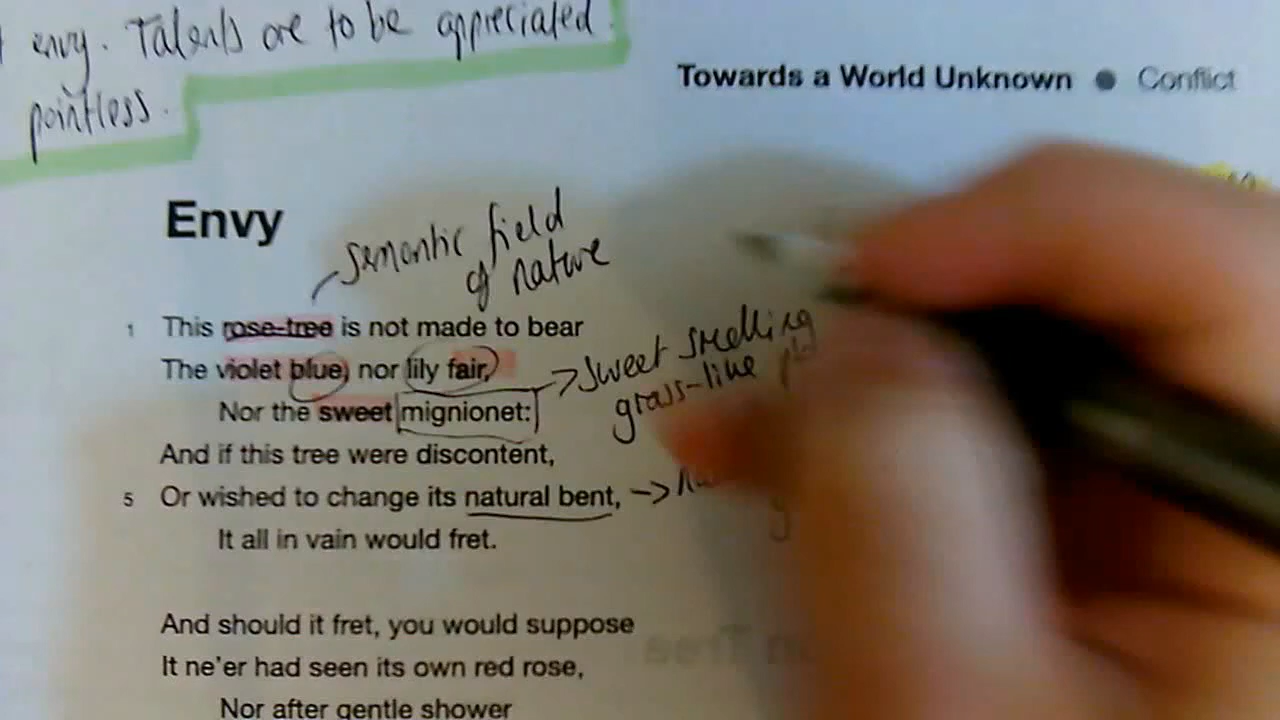 envy. Talents are to be appreciated.
pointless.
Towards a World Unknown ● Conflict
Envy
semantic field
of nature
1 This rose-tree is not made to bear
The violet blue, nor lily fair,
Nor the sweet mignionet:
→ sweet smelling
grass-like
And if this tree were discontent,
5 Or wished to change its natural bent, →
It all in vain would fret.
And should it fret, you would suppose
It ne'er had seen its own red rose,
Nor after gentle shower